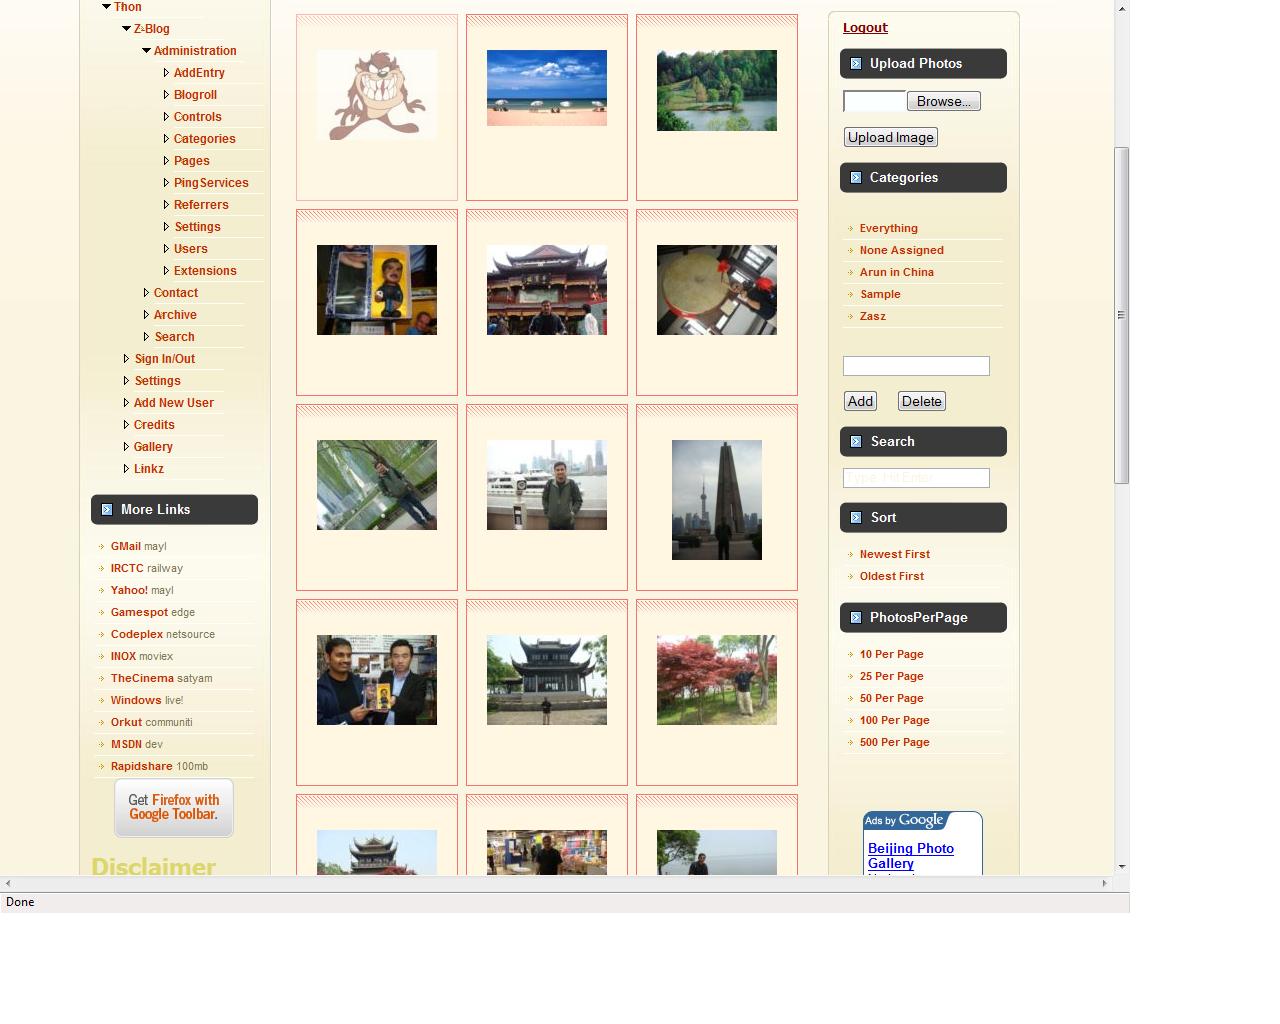 Thon
Z-Blog
Administration
AddEntry
Blogroll
Controls
Categories
Pages
PingServices
Referrers
Settings
Users
Extensions
Contact
Archive
Search
Sign In/Out
Settings
Add New User
Credits
Gallery
Linkz
More Links
GMail mayl
IRCTC railway
Yahoo! mayl
Gamespot edge
Codeplex netsource
INOX moviex
TheCinema satyam
Windows live!
Orkut communiti
MSDN dev
Rapidshare 100mb
Get Firefox with
Google Toolbar.
Disclaimer
Logout
Upload Photos
Browse...
Upload Image
Categories
Everything
None Assigned
Arun in China
Sample
Zasz
Add Delete
Search
Type. Hit Enter
Sort
Newest First
Oldest First
PhotosPerPage
10 Per Page
25 Per Page
50 Per Page
100 Per Page
500 Per Page
Ads by Google
Beijing Photo
Gallery
Done